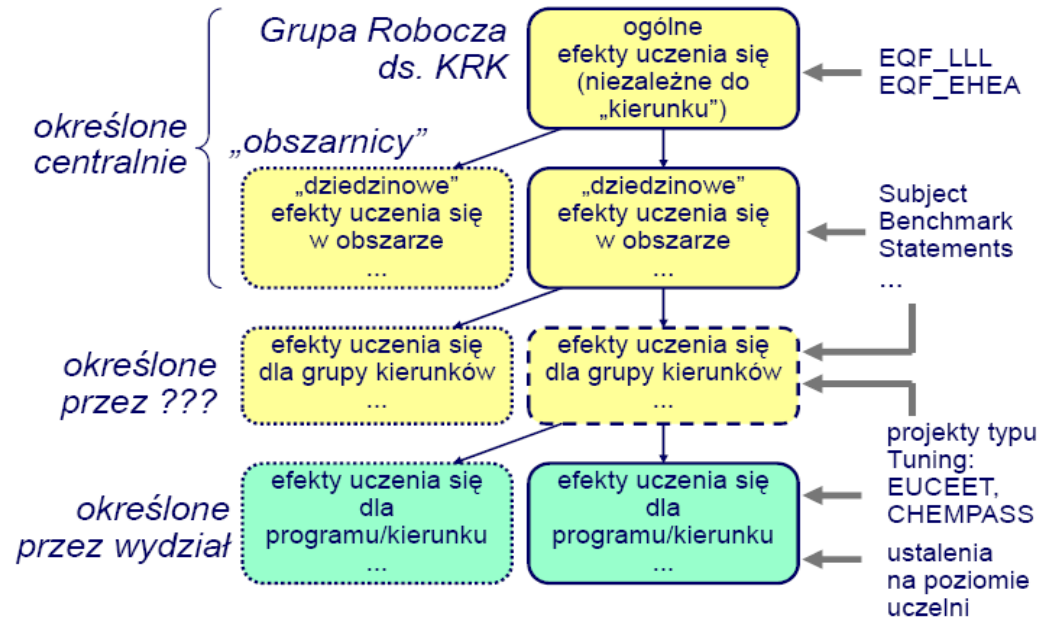 Grupa Robocza
ds. KRK
ogólne
efekty uczenia się
(niezależne do
„kierunku”)
EQF_LLL
EQF_EHEA
określone
centralnie
„obszarnicy”
„dziedzinowe”
efekty uczenia się
w obszarze
...
„dziedzinowe”
efekty uczenia się
w obszarze
...
Subject
Benchmark
Statements
...
określone
przez ???
efekty uczenia się
dla grupy kierunków
...
efekty uczenia się
dla grupy kierunków
...
projekty typu
Tuning:
EUCEET,
CHEMPASS
określone
przez wydział
efekty uczenia się
dla
programu/kierunku
...
efekty uczenia się
dla
programu/kierunku
...
ustalenia
na poziomie
uczelni